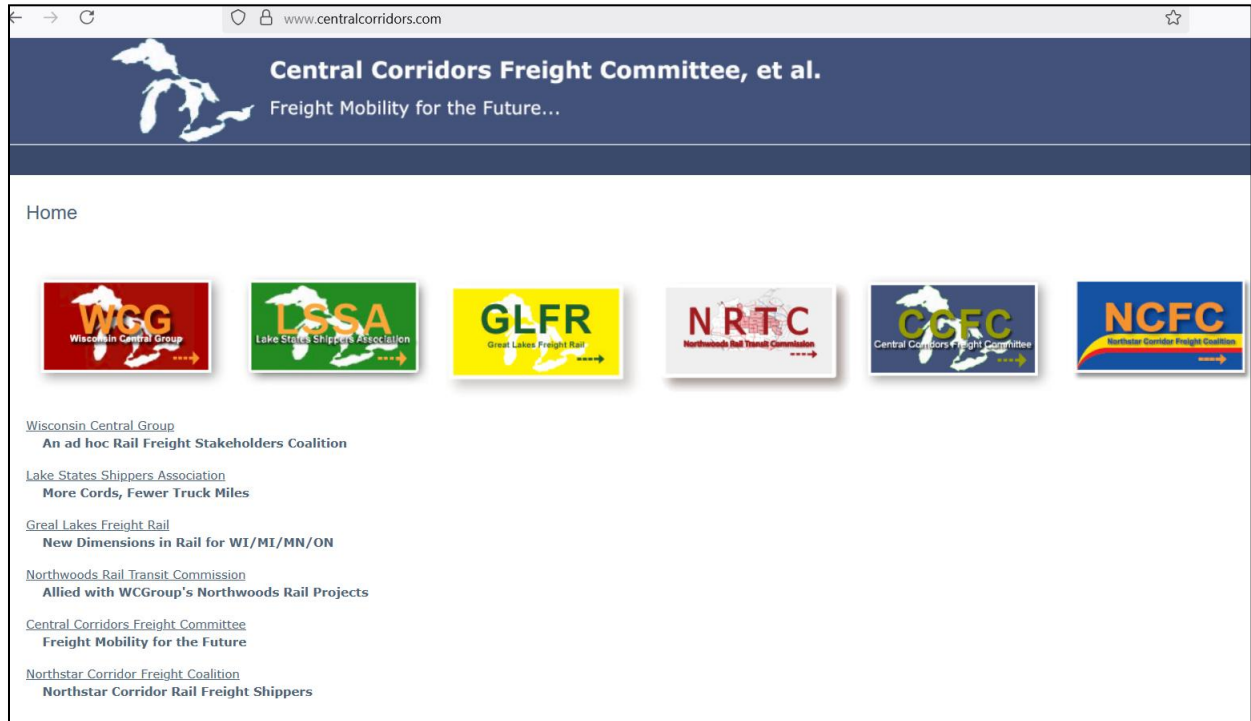 www.centralcorridors.com
Central Corridors Freight Committee, et al.
Freight Mobility for the Future...
Home
WCG
Wisconsin Central Group
LSSA
Lake States Shippers Association
GLFR
Great Lakes Freight Rail
NRTC
Northwoods Rail Transit Commission
CCFC
Central Corridors Freight Committee
NCFC
Northstar Corridor Freight Coalition
Wisconsin Central Group
An ad hoc Rail Freight Stakeholders Coalition
Lake States Shippers Association
More Cords, Fewer Truck Miles
Greal Lakes Freight Rail
New Dimensions in Rail for WI/MI/MN/ON
Northwoods Rail Transit Commission
Allied with WCGroup's Northwoods Rail Projects
Central Corridors Freight Committee
Freight Mobility for the Future
Northstar Corridor Freight Coalition
Northstar Corridor Rail Freight Shippers